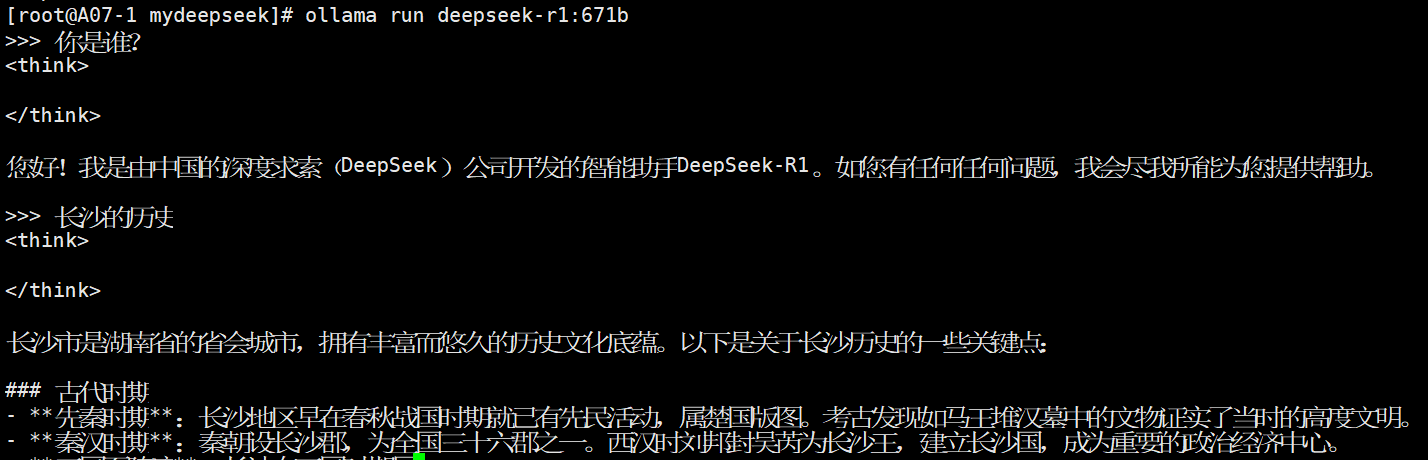 [root@A07-1 mydeepseek]# ollama run deepseek-r1:671b
>>> 你是谁?
<think>
</think>
您好！我是由中国的深度求索（DeepSeek）公司开发的智能助手DeepSeek-R1。如您有任何任何问题，我会尽我所能为您提供帮助。
>>> 长沙的历史
<think>
</think>
长沙市是湖南省的省会城市，拥有丰富而悠久的历史文化底蕴。以下是关于长沙历史的一些关键点：
### 古代时期
- **先秦时期**：长沙地区早在春秋战国时期就已有先民活动，属楚国版图。考古发现如马王堆汉墓中的文物证实了当时的高度文明。
- **秦汉时期**：秦朝设长沙郡，为全国三十六郡之一。西汉时刘邦封吴芮为长沙王，建立长沙国，成为重要的政治经济中心。